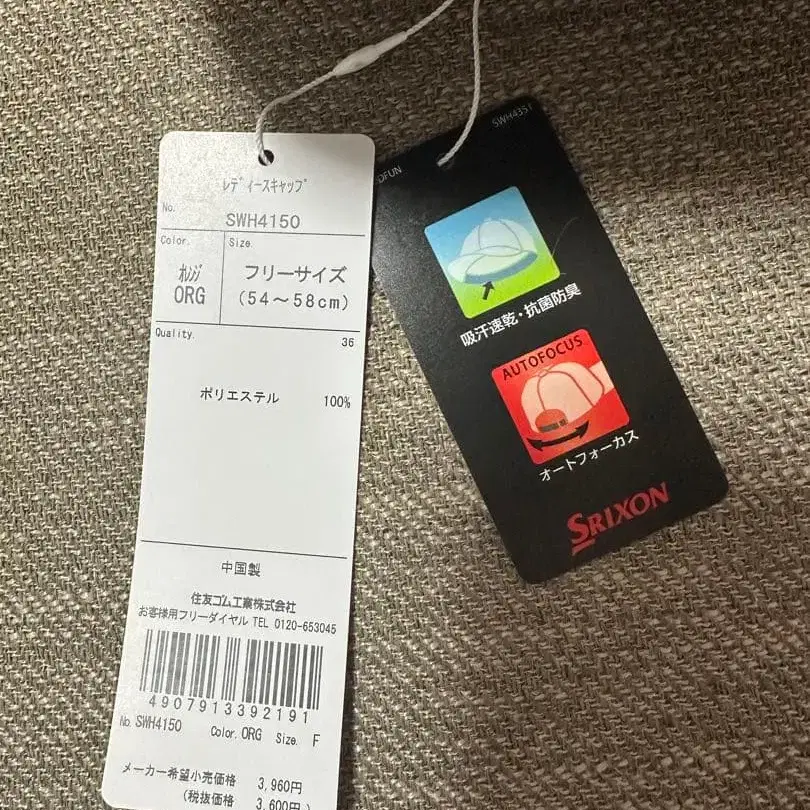 レディースキャップ
No.
SWH4150
Color.
Size.
オレンジ
ORG
フリーサイズ
(54～58cm)
Quality.
36
ポリエステル 100%
中国製
住友ゴム工業株式会社
お客様用フリーダイヤル TEL 0120-653045
4907913392191
No. SWH4150 Color. ORG Size. F
メーカー希望小売価格 3,960円
(税抜価格 3,600円)
SWH4351
吸汗速乾・抗菌防臭
AUTOFOCUS
オートフォーカス
SRIXON